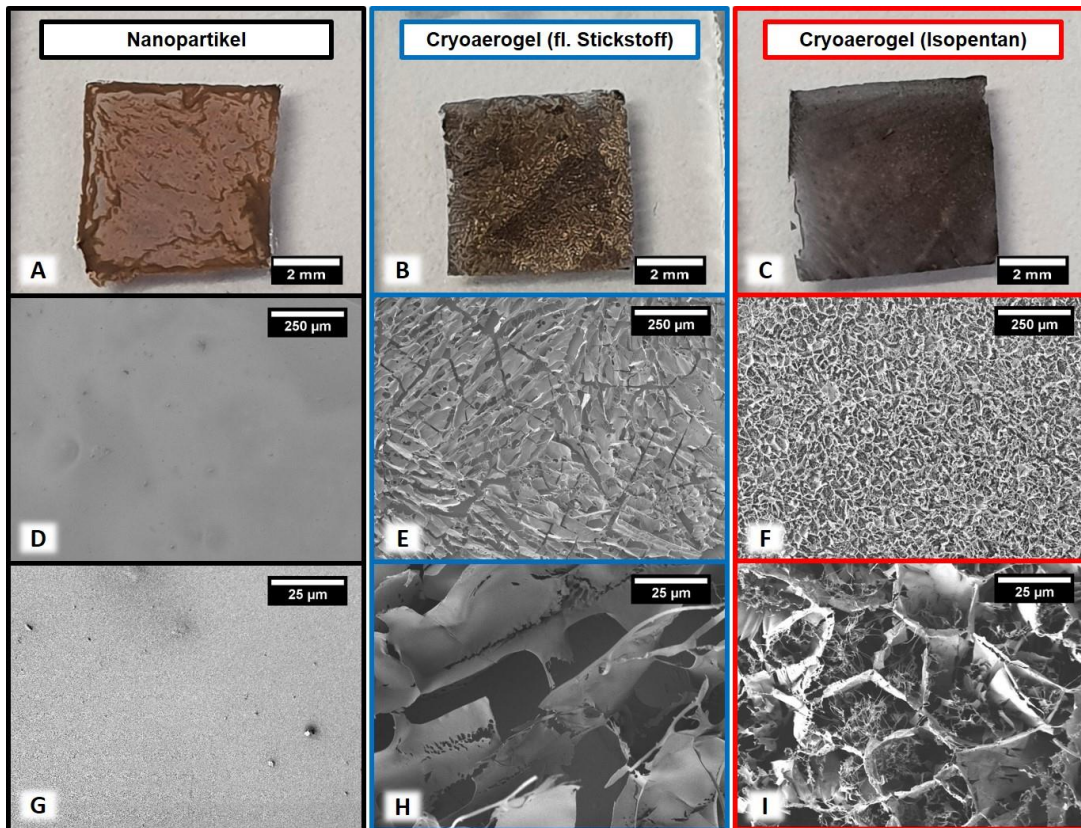 Nanopartikel
Cryoaerogel (fl. Stickstoff)
Cryoaerogel (Isopentan)
A
2 mm
B
2 mm
C
2 mm
250 µm
D
250 µm
E
250 µm
F
25 µm
G
25 µm
H
25 µm
I